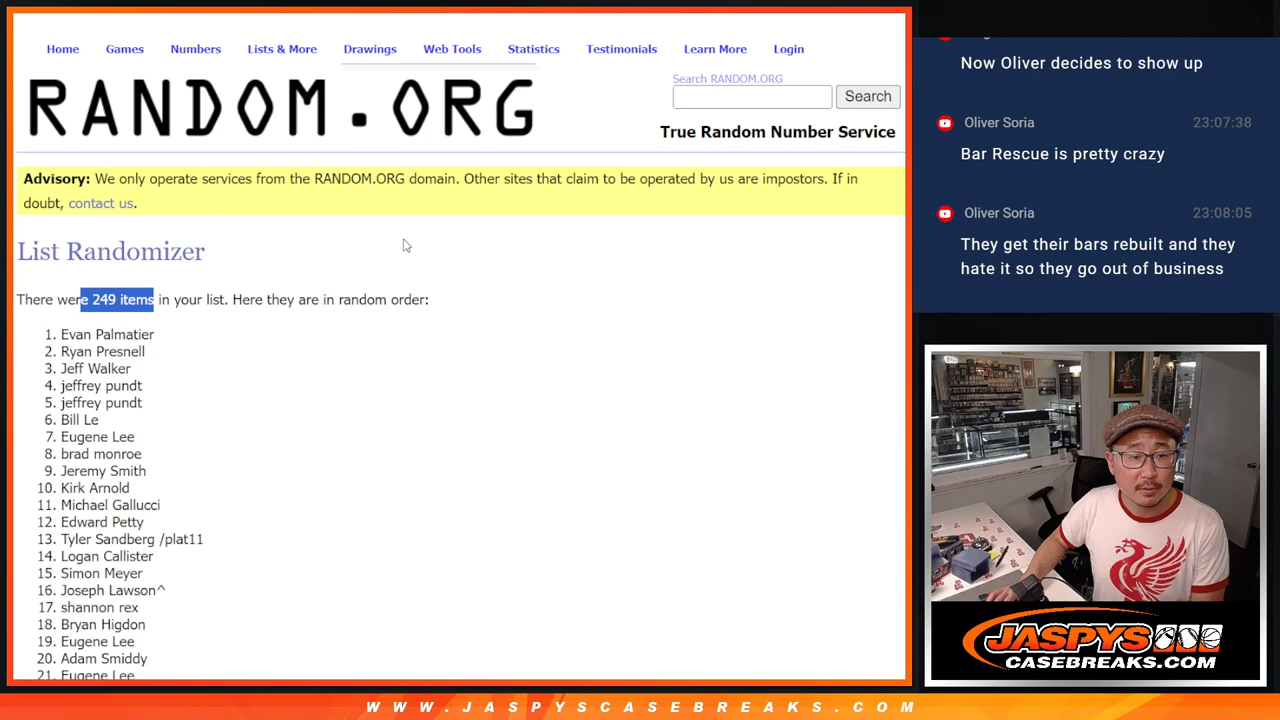 Home Games Numbers Lists & More Drawings Web Tools Statistics Testimonials Learn More Login
RANDOM.ORG
Search RANDOM.ORG
Search
True Random Number Service
Advisory: We only operate services from the RANDOM.ORG domain. Other sites that claim to be operated by us are impostors. If in
doubt, contact us.
List Randomizer
There were 249 items in your list. Here they are in random order:
1. Evan Palmatier
2. Ryan Presnell
3. Jeff Walker
4. jeffrey pundt
5. jeffrey pundt
6. Bill Le
7. Eugene Lee
8. brad monroe
9. Jeremy Smith
10. Kirk Arnold
11. Michael Gallucci
12. Edward Petty
13. Tyler Sandberg /plat11
14. Logan Callister
15. Simon Meyer
16. Joseph Lawson^
17. shannon rex
18. Bryan Higdon
19. Eugene Lee
20. Adam Smiddy
21. Eugene Lee
Now Oliver decides to show up
Oliver Soria 23:07:38
Bar Rescue is pretty crazy
Oliver Soria 23:08:05
They get their bars rebuilt and they
hate it so they go out of business
JASPYS
CASEBREAKS.COM
WWW.JASPYSCASEBREAKS.COM